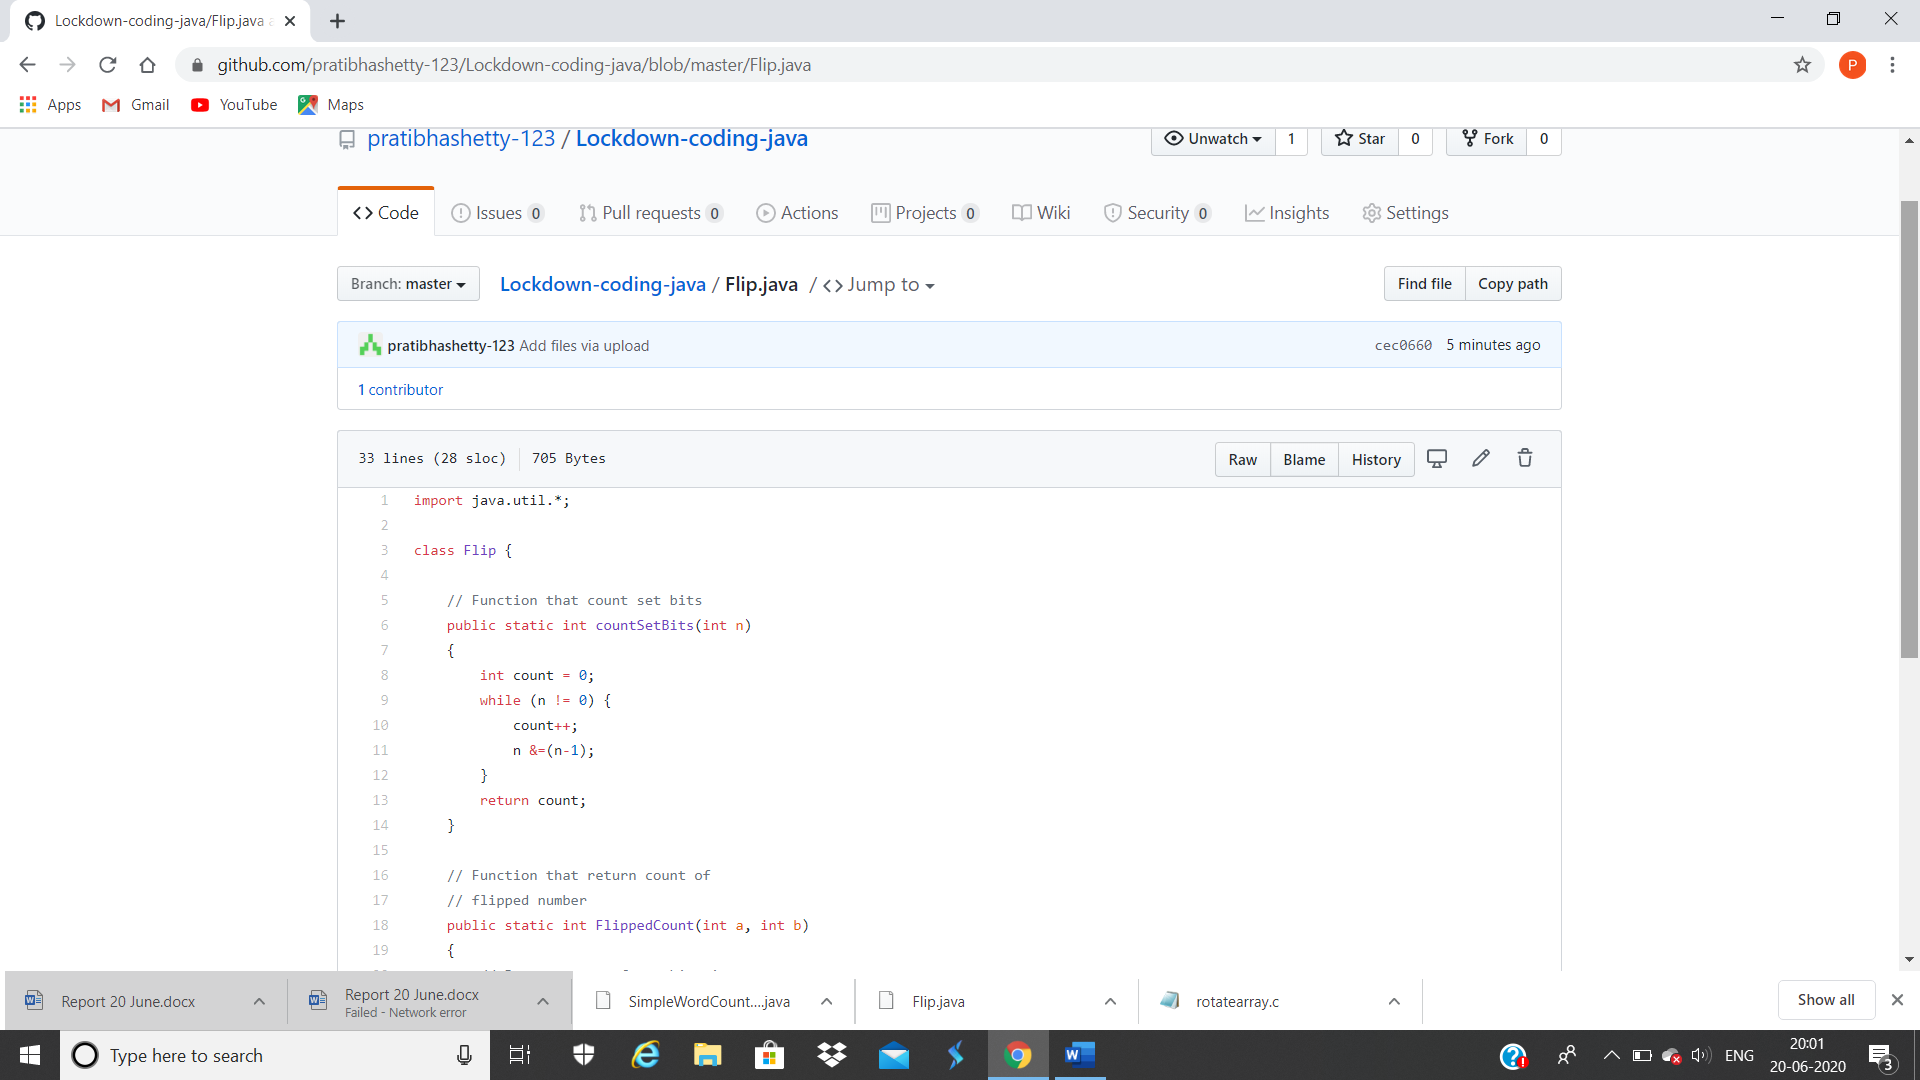 Lockdown-coding-java/Flip.java
github.com/pratibhashetty-123/Lockdown-coding-java/blob/master/Flip.java
P
Apps Gmail YouTube Maps
pratibhashetty-123 / Lockdown-coding-java
Unwatch 1 Star 0 Fork 0
Code Issues 0 Pull requests 0 Actions Projects 0 Wiki Security 0 Insights Settings
Branch: master Lockdown-coding-java / Flip.java / <> Jump to
Find file Copy path
pratibhashetty-123 Add files via upload cec0660 5 minutes ago
1 contributor
33 lines (28 sloc) 705 Bytes Raw Blame History
1 import java.util.*;
2
3 class Flip {
4
5 // Function that count set bits
6 public static int countSetBits(int n)
7 {
8 int count = 0;
9 while (n != 0) {
10 count++;
11 n &=(n-1);
12 }
13 return count;
14 }
15
16 // Function that return count of
17 // flipped number
18 public static int FlippedCount(int a, int b)
19 {
Report 20 June.docx
Report 20 June.docx
Failed - Network error
SimpleWordCount....java
Flip.java
rotatearray.c
Show all
Type here to search
ENG
20:01
20-06-2020
3